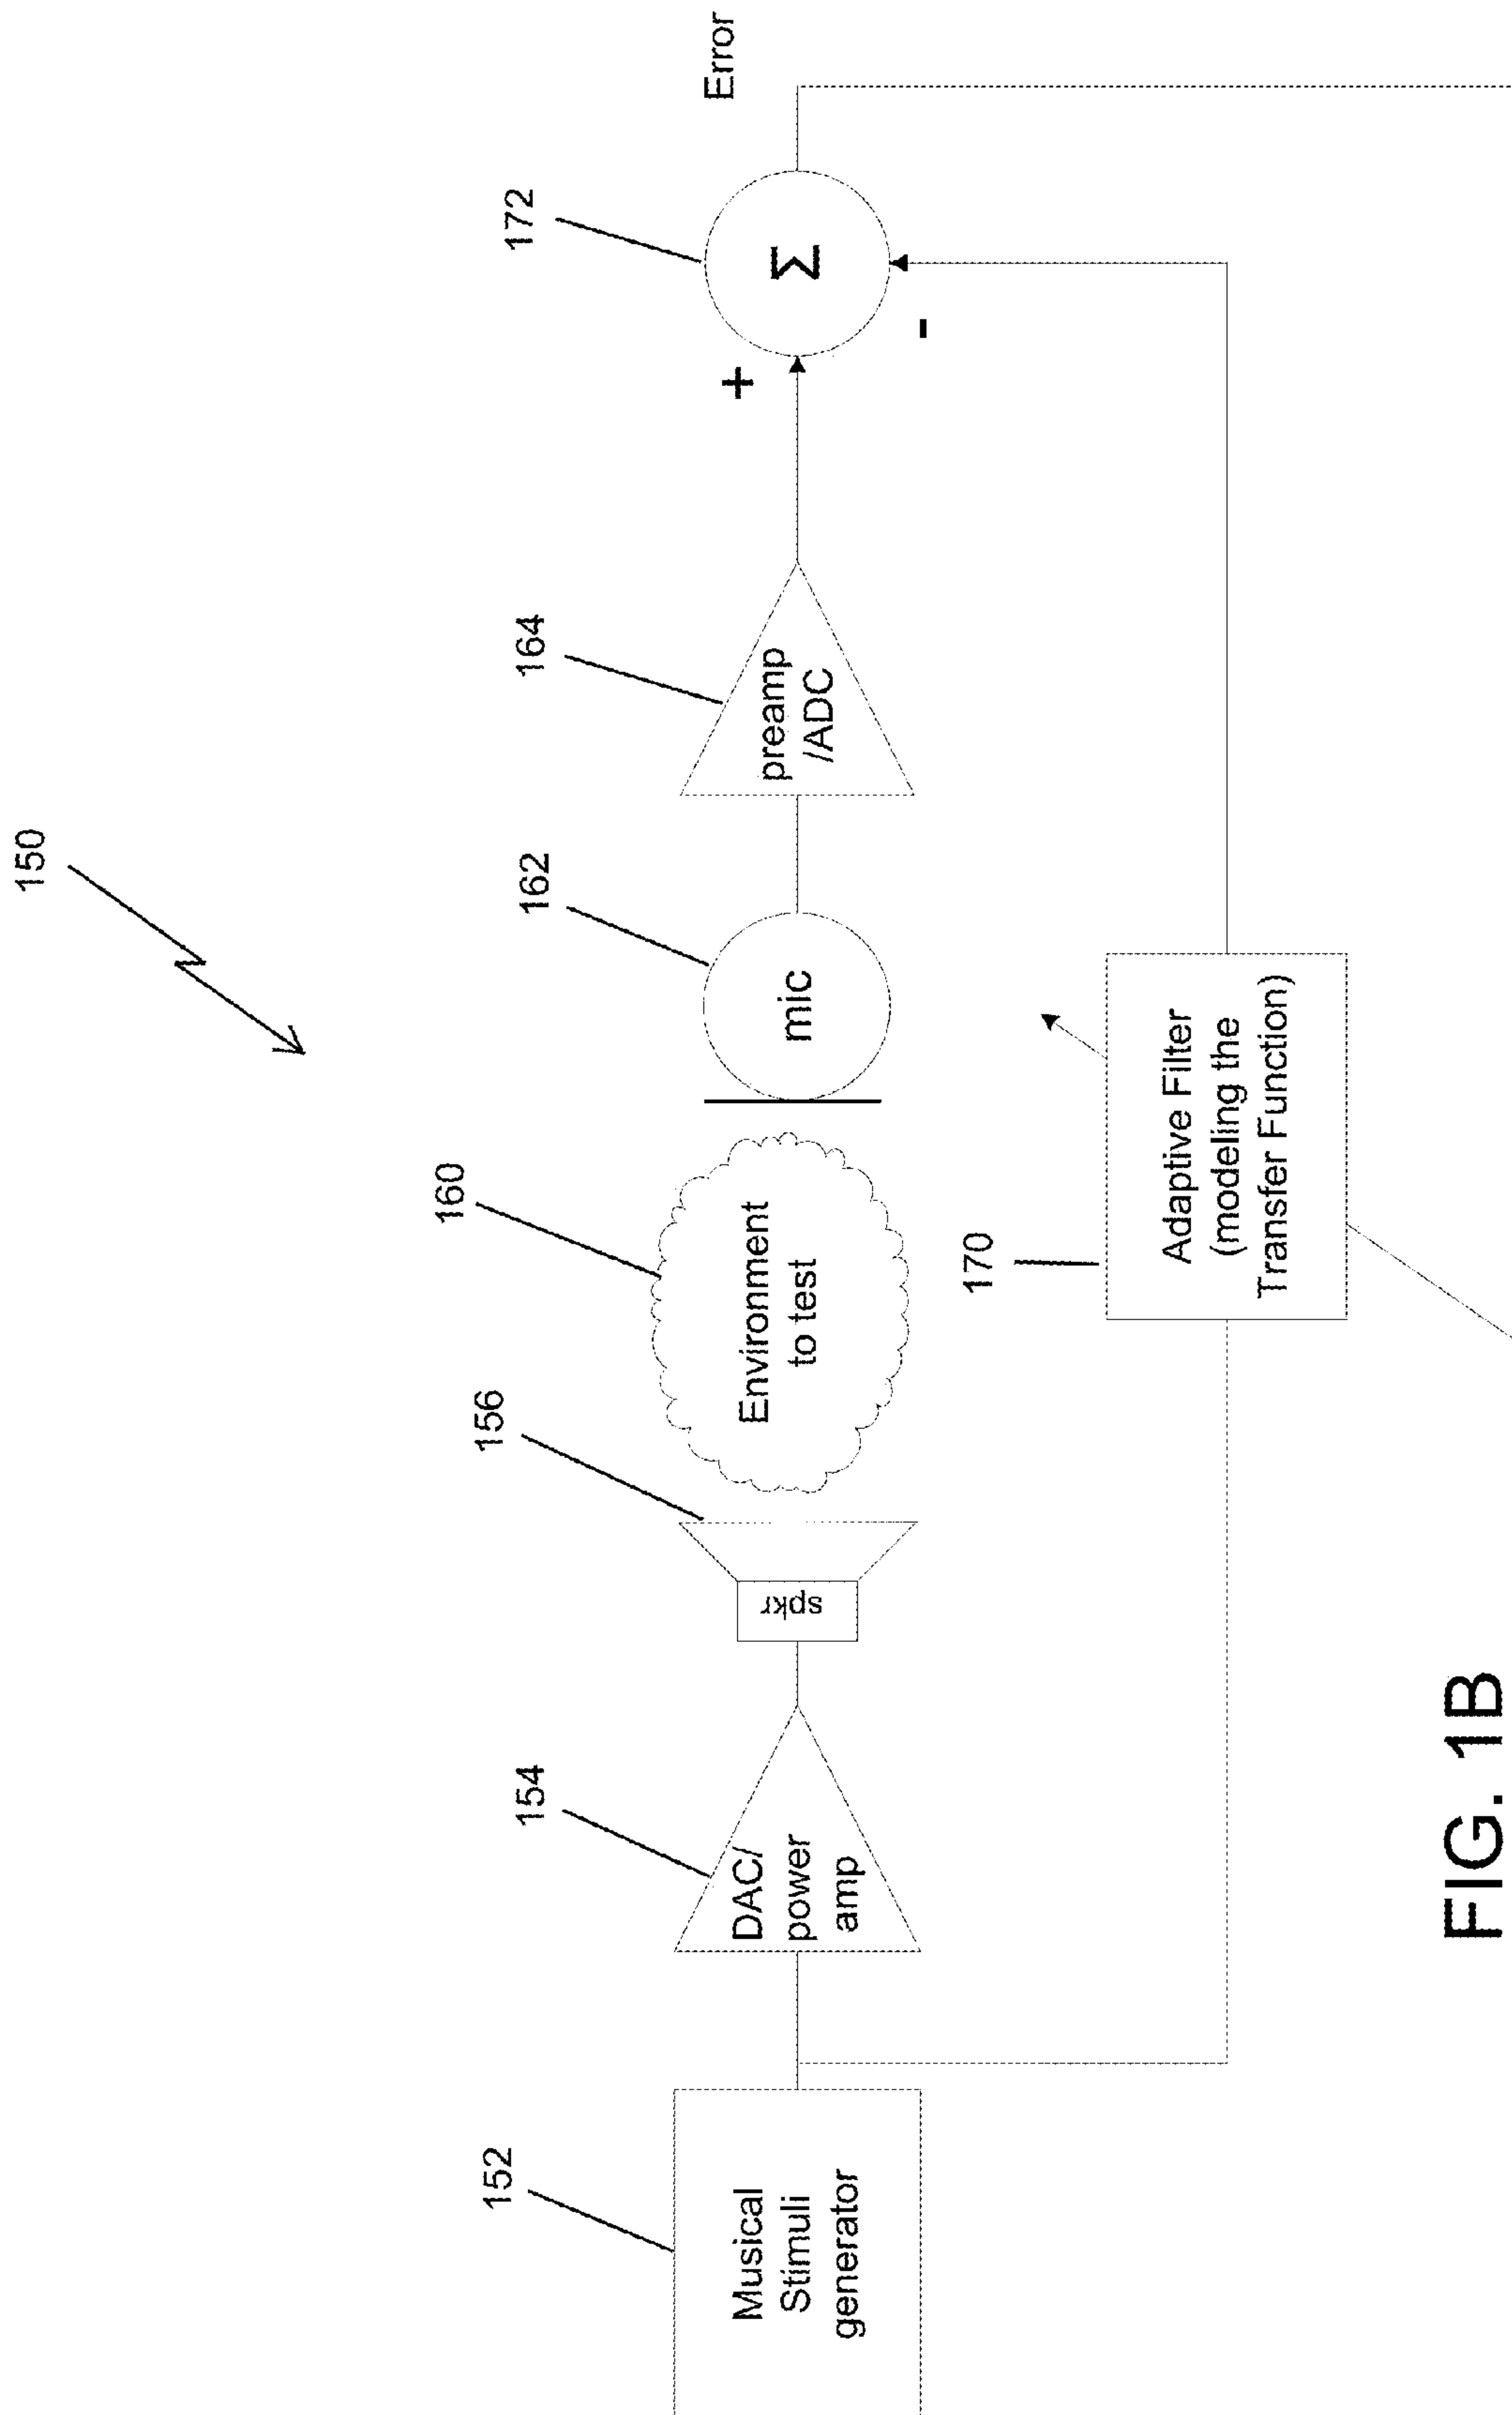 150
152
Musical
Stimuli
generator
154
DAC/
power
amp
156
spkr
160
Environment
to test
162
mic
164
preamp
/ADC
172
+
Σ
-
Error
170
Adaptive Filter
(modeling the
Transfer Function)
FIG. 1B